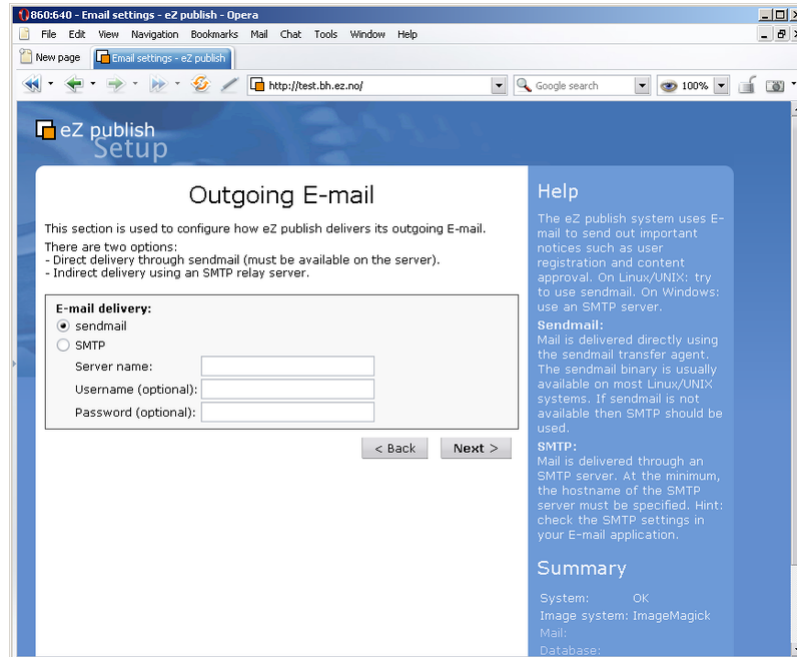 860:640 - Email settings - eZ publish - Opera
File Edit View Navigation Bookmarks Mail Chat Tools Window Help
New page Email settings - eZ publish
http://test.bh.ez.no/ Google search 100%
eZ publish
Setup
Outgoing E-mail
This section is used to configure how eZ publish delivers its outgoing E-mail.
There are two options:
- Direct delivery through sendmail (must be available on the server).
- Indirect delivery using an SMTP relay server.
E-mail delivery:
sendmail
SMTP
Server name:
Username (optional):
Password (optional):
< Back Next >
Help
The eZ publish system uses E-
mail to send out important
notices such as user
registration and content
approval. On Linux/UNIX: try
to use sendmail. On Windows:
use an SMTP server.
Sendmail:
Mail is delivered directly using
the sendmail transfer agent.
The sendmail binary is usually
available on most Linux/UNIX
systems. If sendmail is not
available then SMTP should be
used.
SMTP:
Mail is delivered through an
SMTP server. At the minimum,
the hostname of the SMTP
server must be specified. Hint:
check the SMTP settings in
your E-mail application.
Summary
System: OK
Image system: ImageMagick
Mail:
Database: